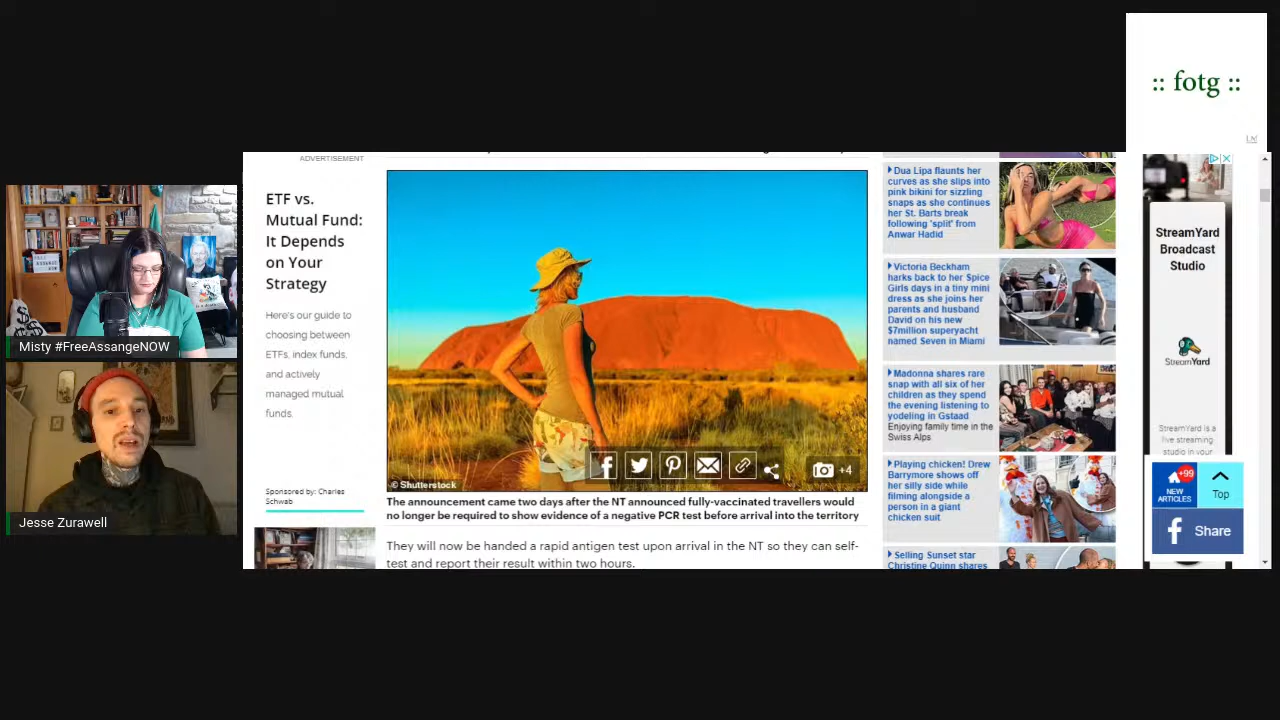 :: fotg ::
ADVERTISEMENT
ETF vs.
Mutual Fund:
It Depends
on Your
Strategy
Here's our guide to
choosing between
ETFs, index funds,
and actively
managed mutual
funds.
Sponsored by: Charles
Schwab
Misty #FreeAssangeNOW
Jesse Zurawell
© Shutterstock
+4
The announcement came two days after the NT announced fully-vaccinated travellers would
no longer be required to show evidence of a negative PCR test before arrival into the territory
They will now be handed a rapid antigen test upon arrival in the NT so they can self-
test and report their result within two hours.
Dua Lipa flaunts her
curves as she slips into
pink bikini for sizzling
snaps as she continues
her St. Barts break
following 'split' from
Anwar Hadid
Victoria Beckham
harks back to her Spice
Girls days in a tiny mini
dress as she joins her
parents and husband
David on his new
$7million superyacht
named Seven in Miami
Madonna shares rare
snap with all six of her
children as they spend
the evening listening to
yodeling in Gstaad
Enjoying family time in the
Swiss Alps
Playing chicken! Drew
Barrymore shows off
her silly side while
filming alongside a
person in a giant
chicken suit
Selling Sunset star
Christine Quinn shares
StreamYard
Broadcast
Studio
StreamYard
StreamYard is a
live streaming
studio in your
+99
NEW
ARTICLES
Top
Share